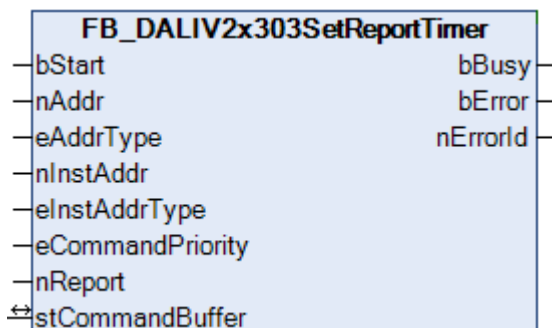 FB_DALIV2x303SetReportTimer
bStart bBusy
nAddr bError
eAddrType nErrorId
nInstAddr
eInstAddrType
eCommandPriority
nReport
stCommandBuffer